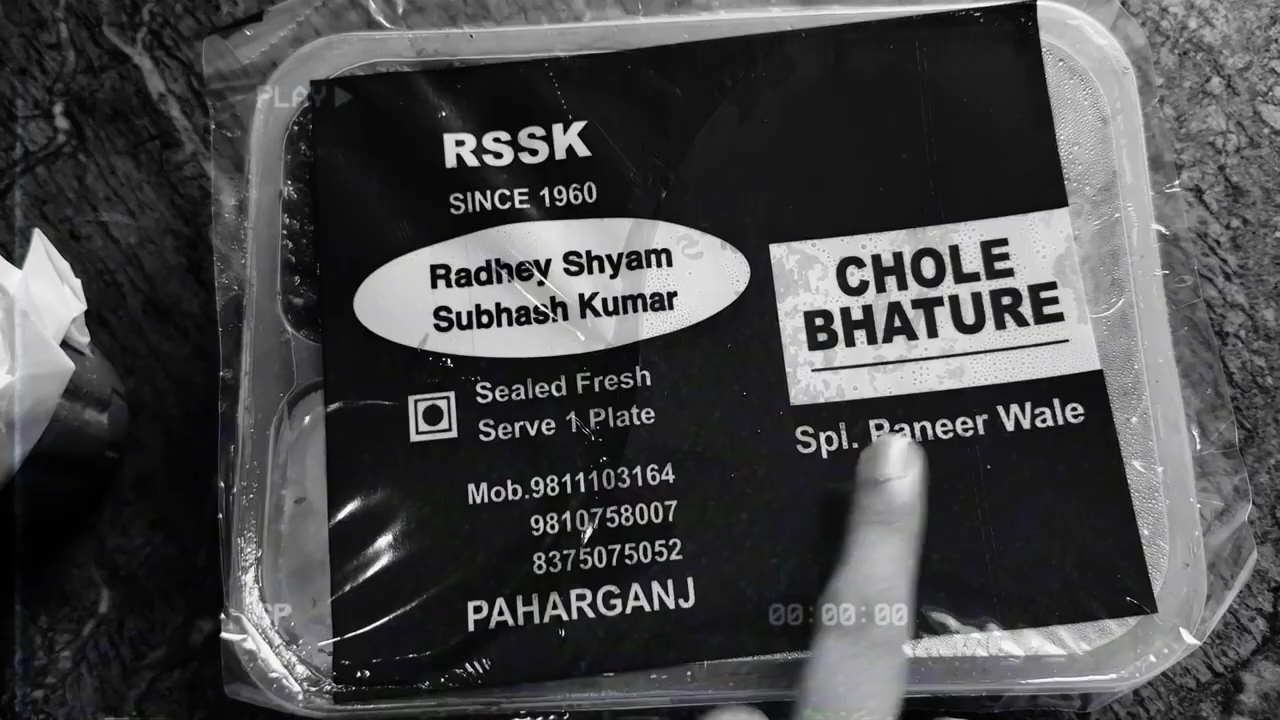 PLAY
RSSK
SINCE 1960
Radhey Shyam
Subhash Kumar
Sealed Fresh
Serve 1 Plate
Mob.9811103164
9810758007
8375075052
PAHARGANJ
CHOLE
BHATURE
Spl. Paneer Wale
SP
00:00:00